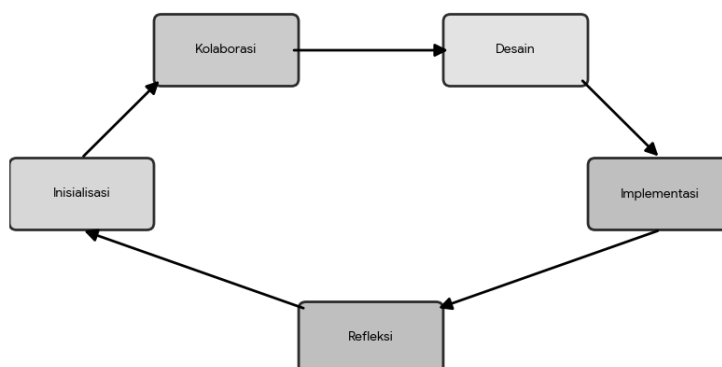 Kolaborasi
Desain
Inisialisasi
Implementasi
Refleksi